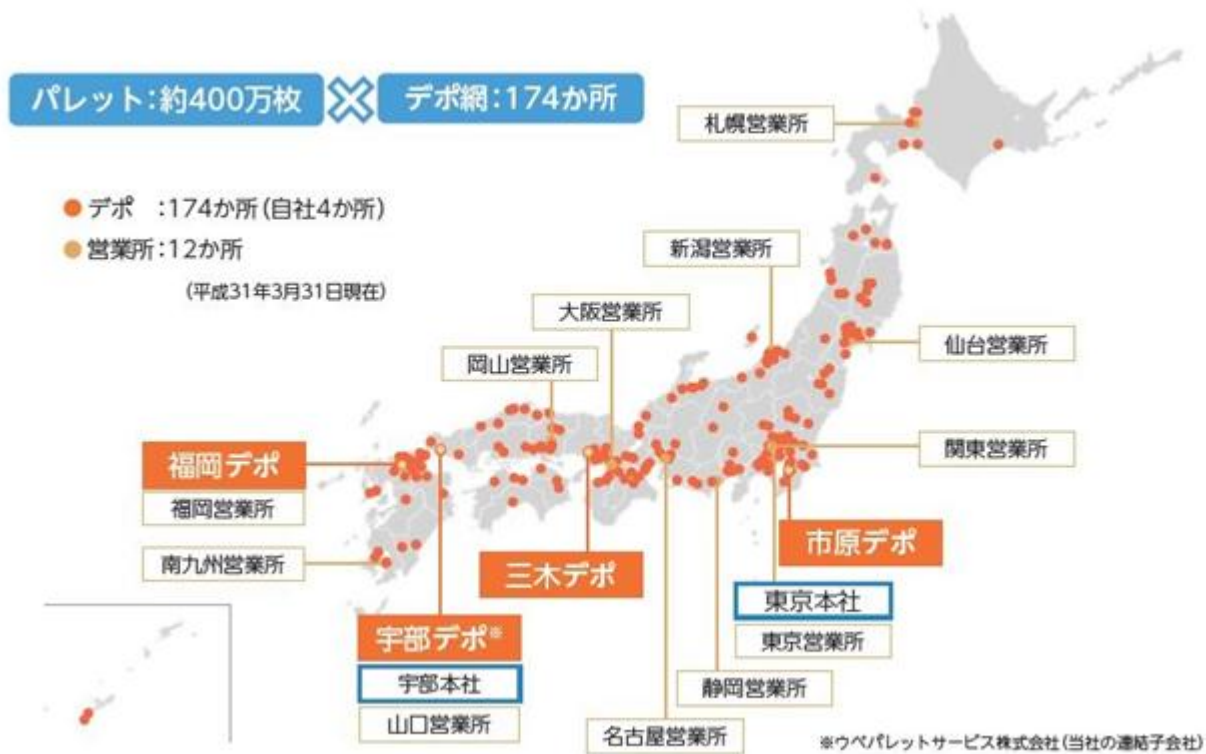 パレット：約400万枚 × デポ網：174か所
デポ ：174か所（自社4か所）
営業所：12か所
（平成31年3月31日現在）
札幌営業所
新潟営業所
大阪営業所
仙台営業所
岡山営業所
関東営業所
福岡デポ
福岡営業所
市原デポ
南九州営業所
三木デポ
東京本社
東京営業所
宇部デポ※
宇部本社
山口営業所
静岡営業所
名古屋営業所
※ウベパレットサービス株式会社（当社の連結子会社）